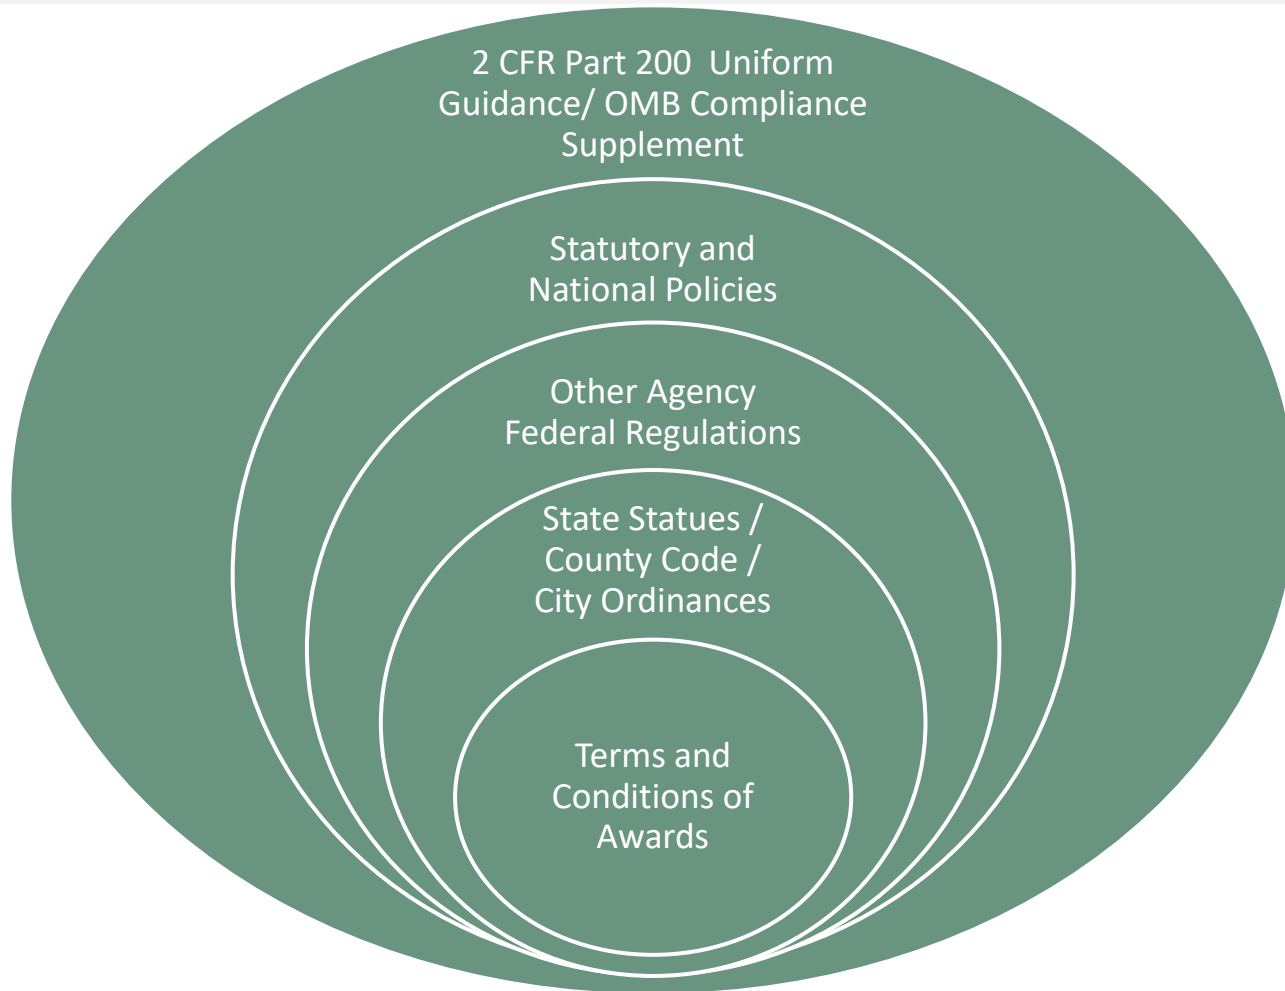 2 CFR Part 200  Uniform
Guidance/ OMB Compliance
Supplement
Statutory and
National Policies
Other Agency
Federal Regulations
State Statues /
County Code /
City Ordinances
Terms and
Conditions of
Awards